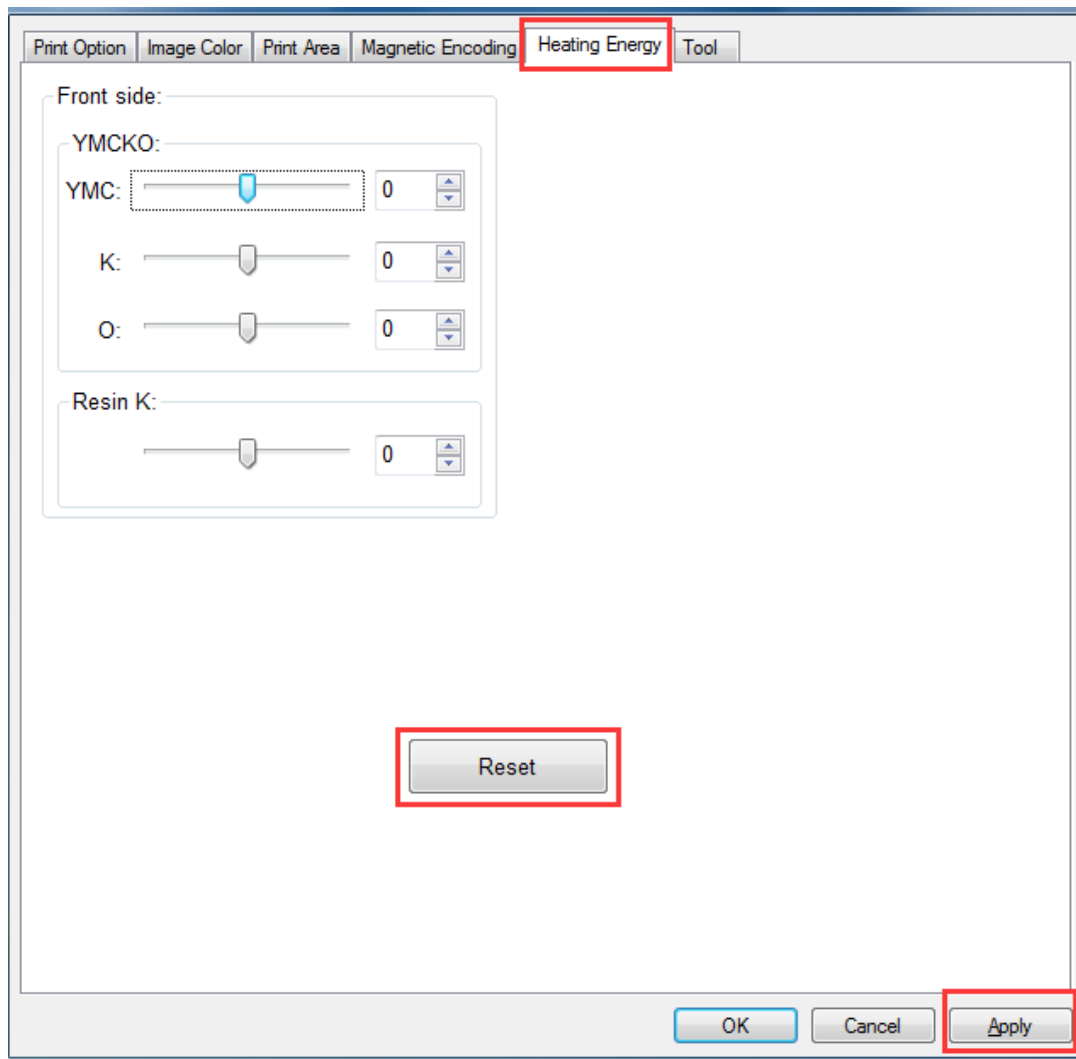 Print Option Image Color Print Area Magnetic Encoding Heating Energy Tool
Front side:
YMCKO:
YMC: 0
K: 0
O: 0
Resin K:
0
Reset
OK Cancel Apply